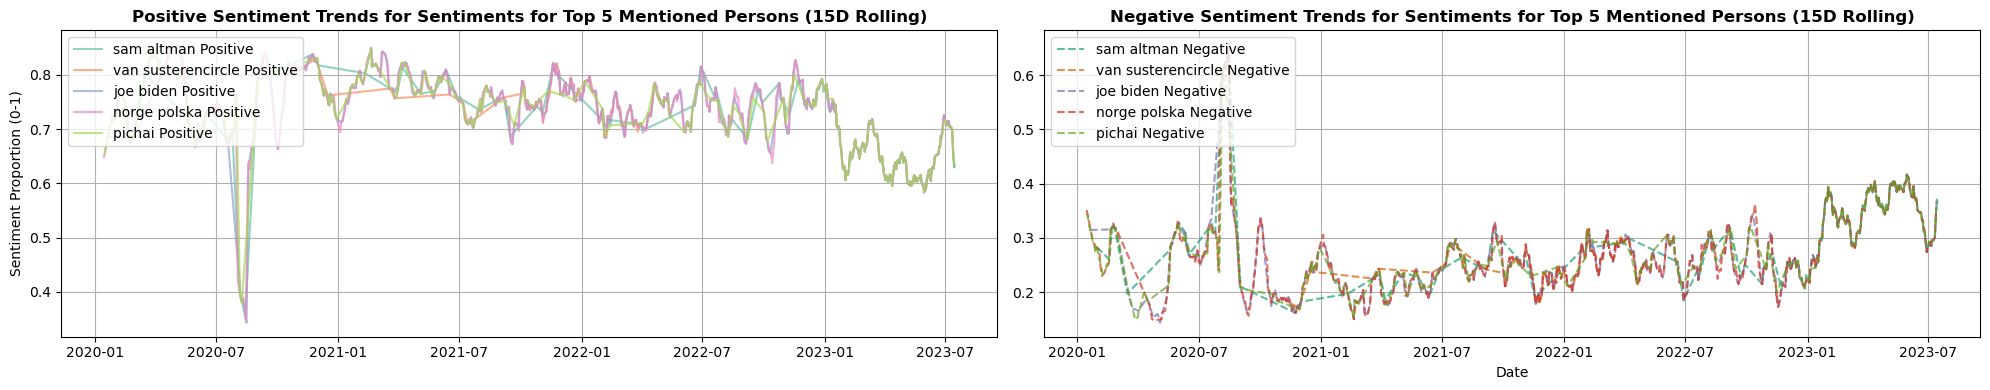 Positive Sentiment Trends for Sentiments for Top 5 Mentioned Persons (15D Rolling)
sam altman Positive
van susterencircle Positive
joe biden Positive
norge polska Positive
pichai Positive
Sentiment Proportion (0-1)
0.8
0.7
0.6
0.5
0.4
2020-01
2020-07
2021-01
2021-07
2022-01
2022-07
2023-01
2023-07
Negative Sentiment Trends for Sentiments for Top 5 Mentioned Persons (15D Rolling)
sam altman Negative
van susterencircle Negative
joe biden Negative
norge polska Negative
pichai Negative
0.6
0.5
0.4
0.3
0.2
2020-01
2020-07
2021-01
2021-07
2022-01
2022-07
2023-01
2023-07
Date